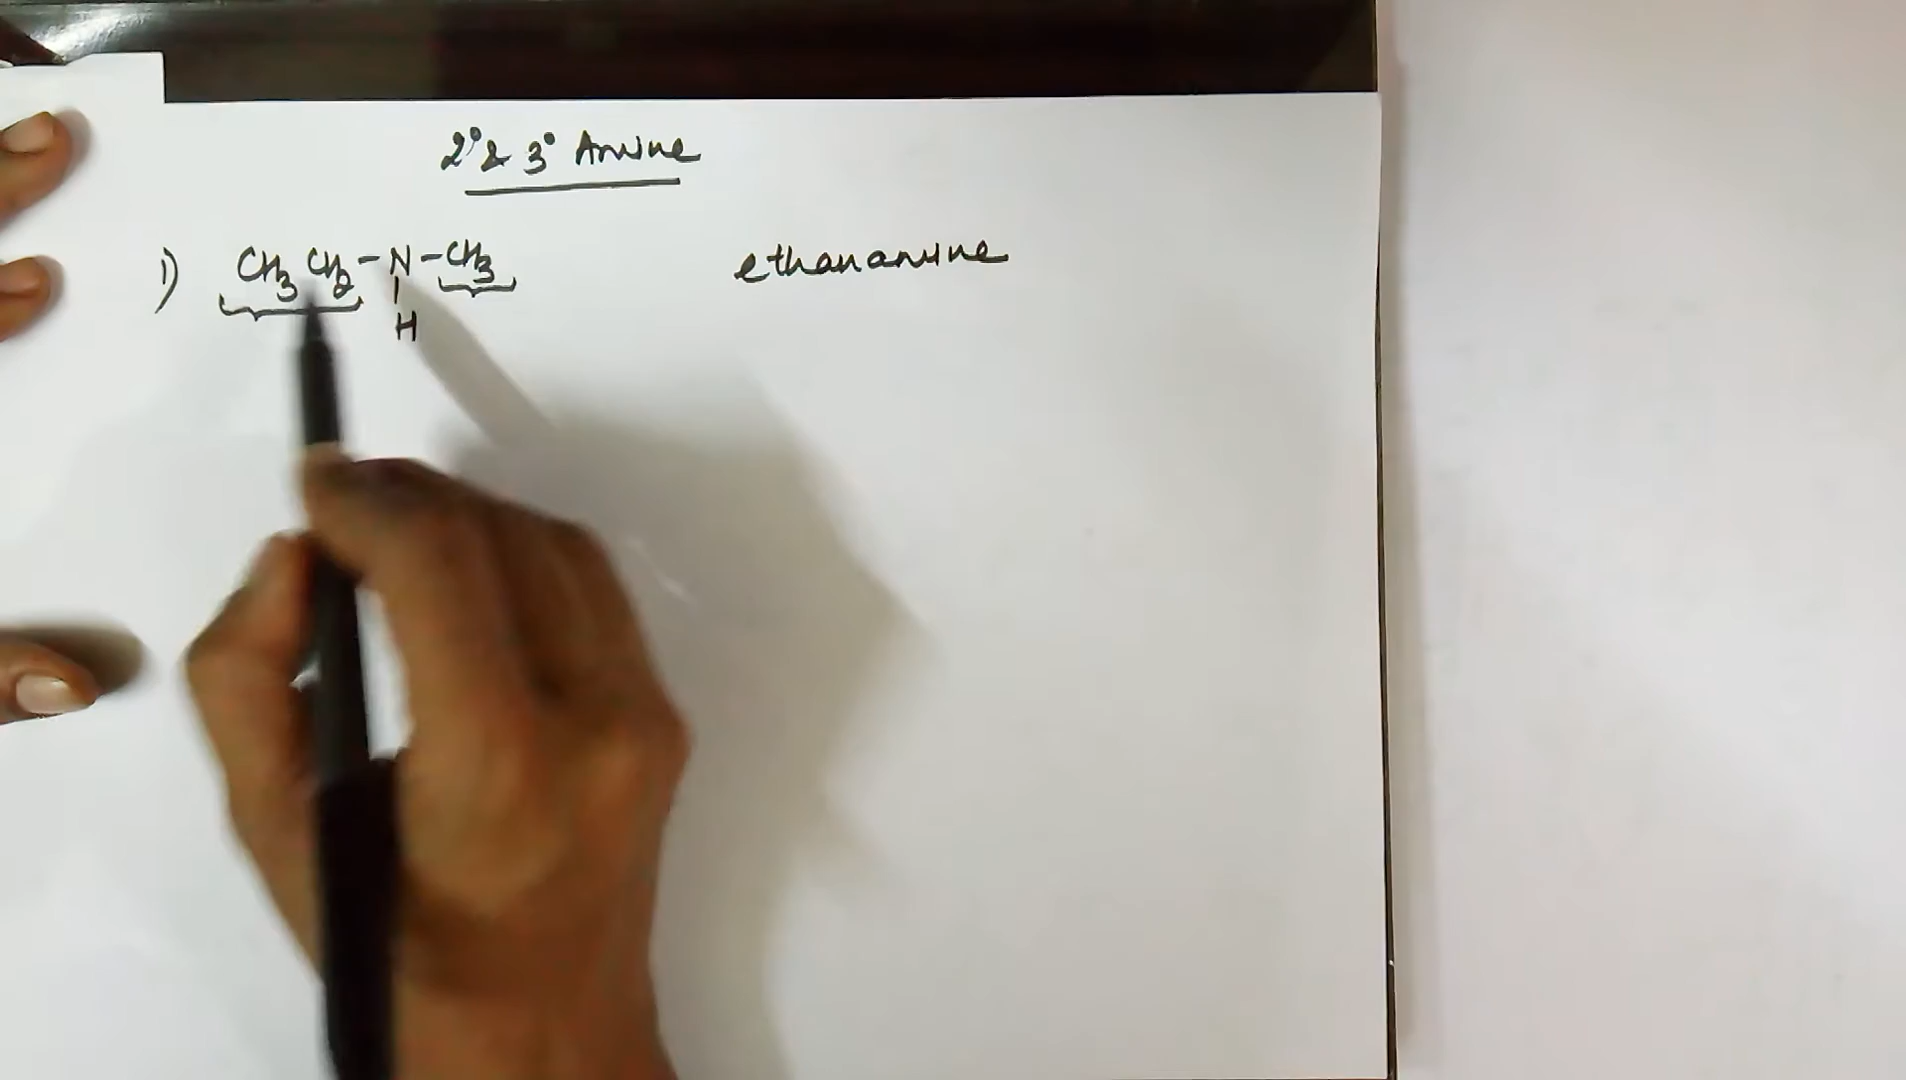 2° & 3° Amine
1) CH3 CH2 - N - CH3 ethanamine
|
H